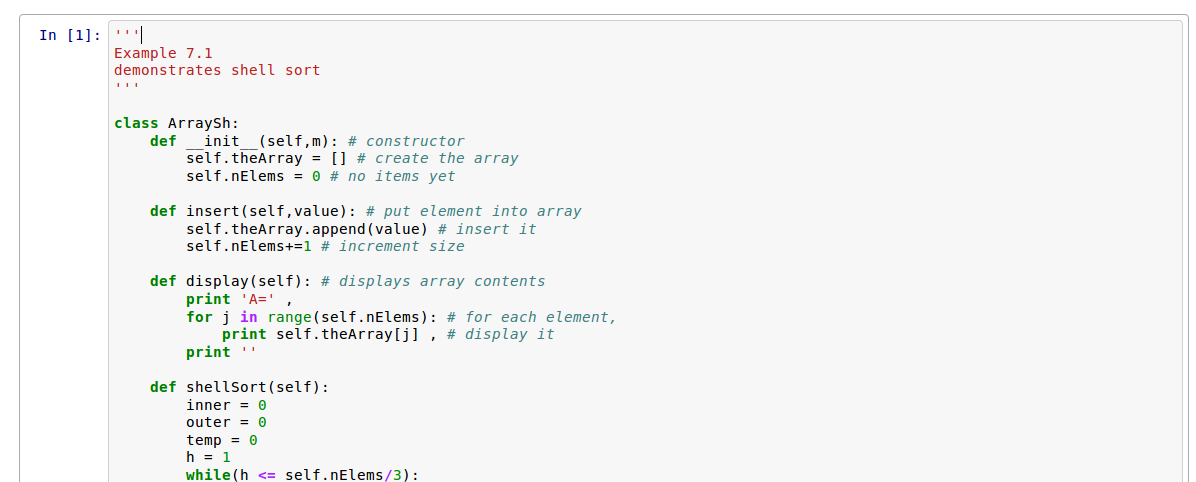 In [1]: '''
Example 7.1
demonstrates shell sort
'''
class ArraySh:
def __init__(self,m): # constructor
self.theArray = [] # create the array
self.nElems = 0 # no items yet
def insert(self,value): # put element into array
self.theArray.append(value) # insert it
self.nElems+=1 # increment size
def display(self): # displays array contents
print 'A=' ,
for j in range(self.nElems): # for each element,
print self.theArray[j] , # display it
print ''
def shellSort(self):
inner = 0
outer = 0
temp = 0
h = 1
while(h <= self.nElems/3):